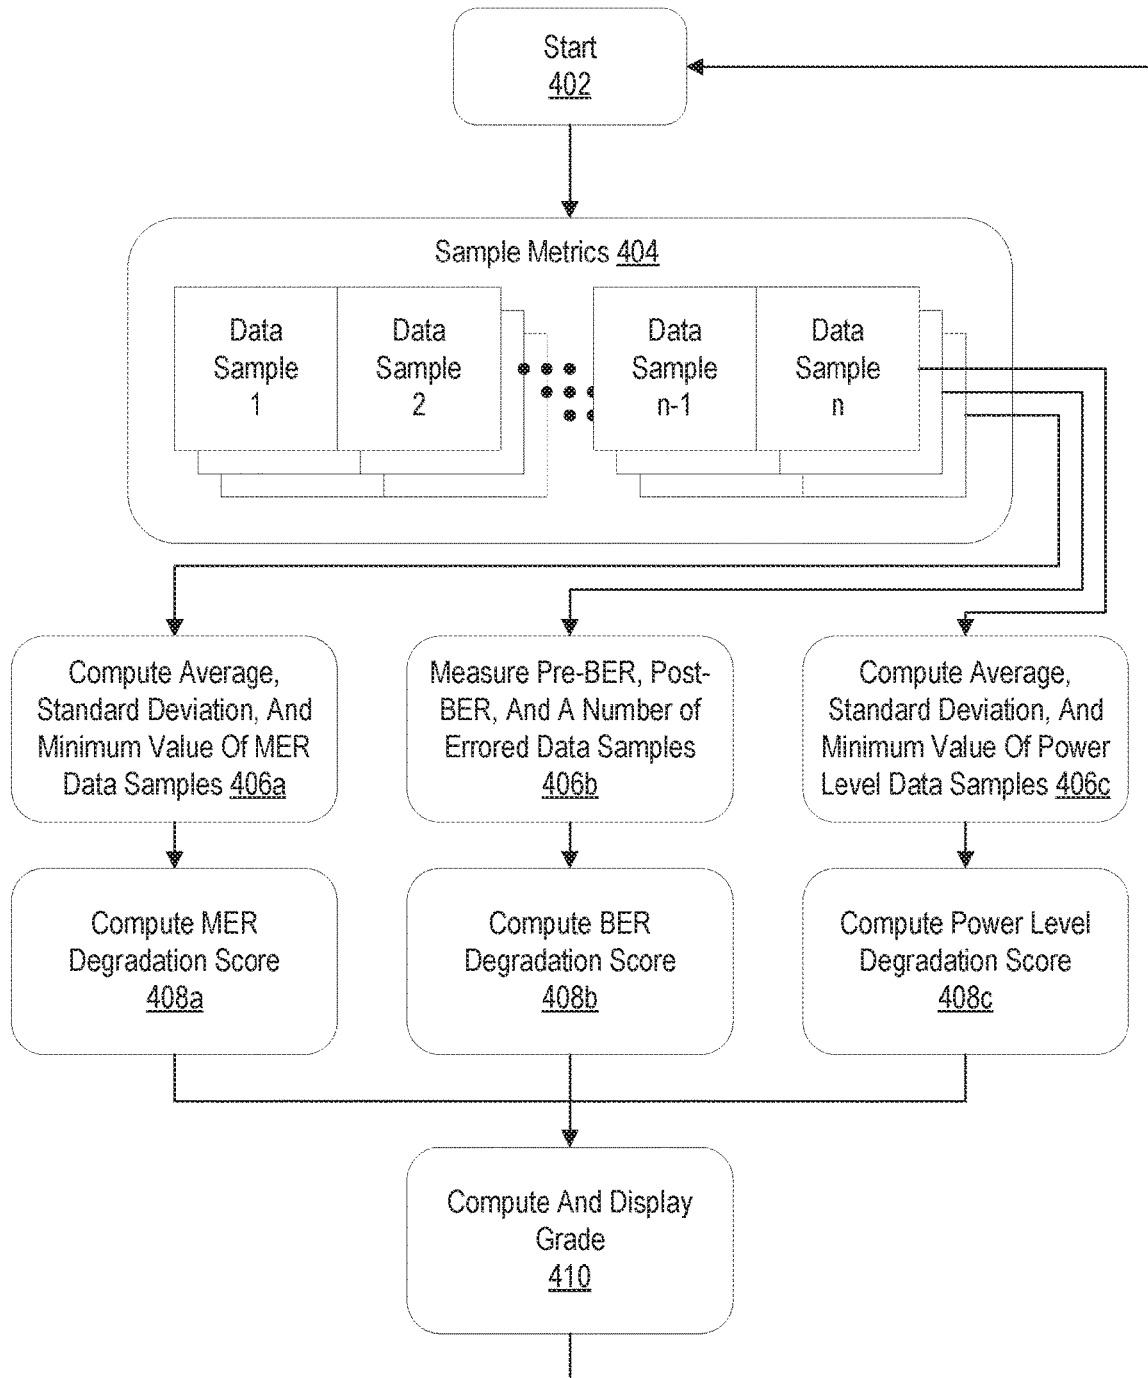 Start
402
Sample Metrics 404
Data
Sample
1
Data
Sample
2
Data
Sample
n-1
Data
Sample
n
Compute Average,
Standard Deviation, And
Minimum Value Of MER
Data Samples 406a
Measure Pre-BER, Post-
BER, And A Number of
Errored Data Samples
406b
Compute Average,
Standard Deviation, And
Minimum Value Of Power
Level Data Samples 406c
Compute MER
Degradation Score
408a
Compute BER
Degradation Score
408b
Compute Power Level
Degradation Score
408c
Compute And Display
Grade
410